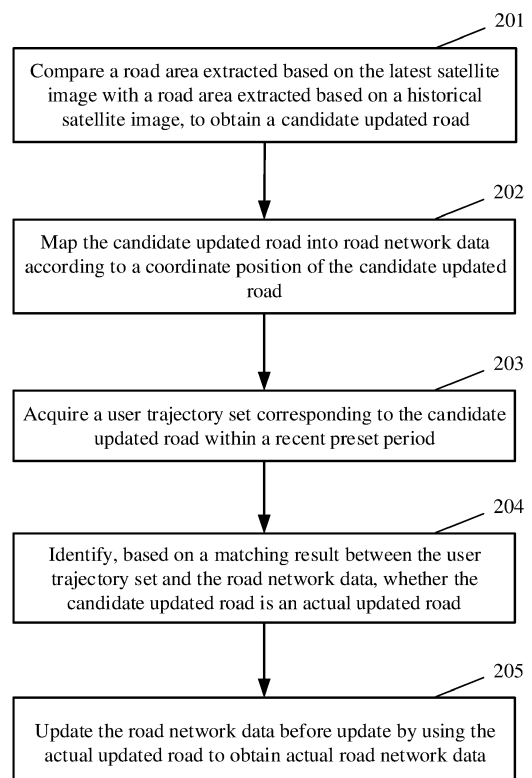 201
Compare a road area extracted based on the latest satellite
image with a road area extracted based on a historical
satellite image, to obtain a candidate updated road
202
Map the candidate updated road into road network data
according to a coordinate position of the candidate updated
road
203
Acquire a user trajectory set corresponding to the candidate
updated road within a recent preset period
204
Identify, based on a matching result between the user
trajectory set and the road network data, whether the
candidate updated road is an actual updated road
205
Update the road network data before update by using the
actual updated road to obtain actual road network data